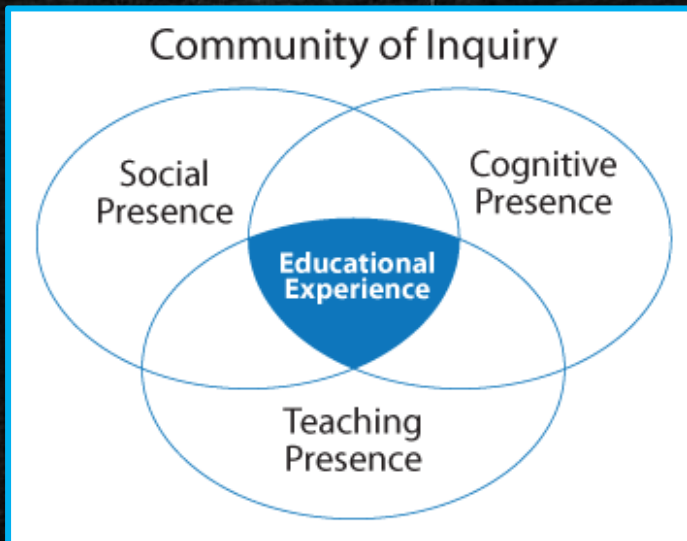 Community of Inquiry
Social
Presence
Cognitive
Presence
Educational
Experience
Teaching
Presence